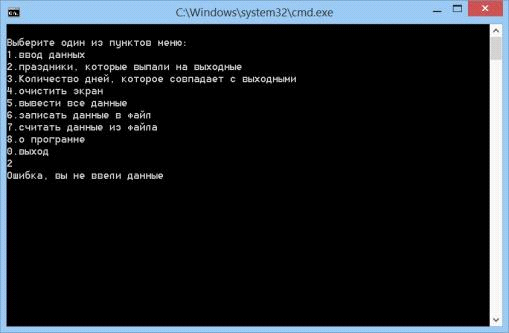 C:\Windows\system32\cmd.exe
Выберите один из пунктов меню:
1.ввод данных
2.праздники, которые выпали на выходные
3.Количество дней, которое совпадает с выходными
4.очистить экран
5.вывести все данные
6.записать данные в файл
7.считать данные из файла
8.о программе
0.выход
2
Ошибка, вы не ввели данные